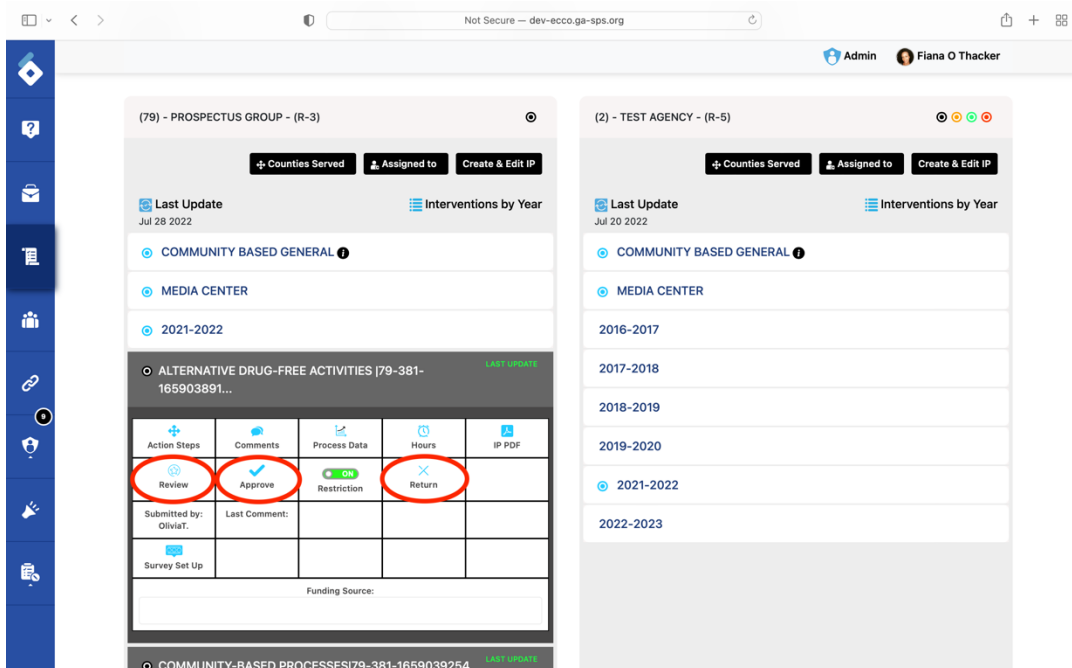 Not Secure — dev-ecco.ga-sps.org
Admin
Fiana O Thacker
(79) - PROSPECTUS GROUP - (R-3)
Counties Served
Assigned to
Create & Edit IP
Last Update
Interventions by Year
Jul 28 2022
COMMUNITY BASED GENERAL
MEDIA CENTER
2021-2022
ALTERNATIVE DRUG-FREE ACTIVITIES |79-381-
165903891...
LAST UPDATE
Action Steps
Comments
Process Data
Hours
IP PDF
Review
Approve
ON
Restriction
Return
Submitted by:
OliviaT.
Last Comment:
Survey Set Up
Funding Source:
COMMUNITY-BASED PROCESSES|79-381-1659039254
LAST UPDATE
(2) - TEST AGENCY - (R-5)
Counties Served
Assigned to
Create & Edit IP
Last Update
Interventions by Year
Jul 20 2022
COMMUNITY BASED GENERAL
MEDIA CENTER
2016-2017
2017-2018
2018-2019
2019-2020
2021-2022
2022-2023
9